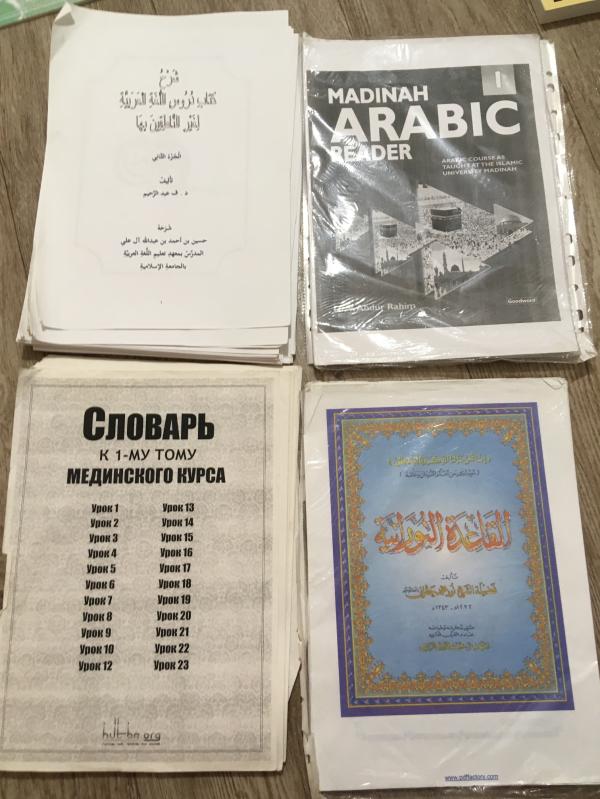 شرح
كتاب دروس اللغة العربية
لغير الناطقين بها
الجزء الثاني
تأليف
د. ف عبد الرحيم
شرحه
حسين بن أحمد بن عبدالله آل علي
المدرس بمعهد تعليم اللغة العربية
بالجامعة الإسلامية
١
1
MADINAH
ARABIC
READER
ARABIC COURSE AS
TAUGHT AT THE ISLAMIC
UNIVERSITY MADINAH
Abdur Rahim
Goodword
СЛОВАРЬ
К 1-МУ ТОМУ
МЕДИНСКОГО КУРСА
Урок 1
Урок 2
Урок 3
Урок 4
Урок 5
Урок 6
Урок 7
Урок 8
Урок 9
Урок 10
Урок 12
Урок 13
Урок 14
Урок 15
Урок 16
Урок 17
Урок 18
Урок 19
Урок 20
Урок 21
Урок 22
Урок 23
القاعدة النورانية
تأليف
www.pdffactory.com